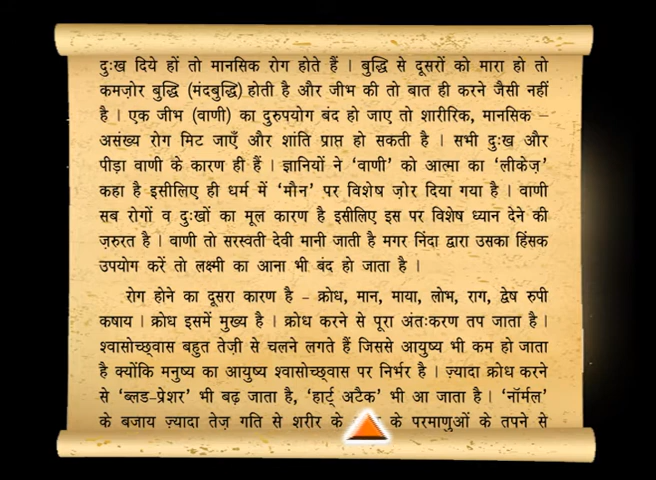 दुःख दिये हों तो मानसिक रोग होते हैं । बुद्धि से दूसरों को मारा हो तो
कमज़ोर बुद्धि (मंदबुद्धि) होती है और जीभ की तो बात ही करने जैसी नहीं
है । एक जीभ (वाणी) का दुरुपयोग बंद हो जाए तो शारीरिक, मानसिक –
असंख्य रोग मिट जाएँ और शांति प्राप्त हो सकती है । सभी दुःख और
पीड़ा वाणी के कारण ही हैं । ज्ञानियों ने ‘वाणी’ को आत्मा का ‘लीकेज़’
कहा है इसीलिए ही धर्म में ‘मौन’ पर विशेष ज़ोर दिया गया है । वाणी
सब रोगों व दुःखों का मूल कारण है इसीलिए इस पर विशेष ध्यान देने की
ज़रुरत है । वाणी तो सरस्वती देवी मानी जाती है मगर निंदा द्वारा उसका हिंसक
उपयोग करें तो लक्ष्मी का आना भी बंद हो जाता है ।
रोग होने का दूसरा कारण है – क्रोध, मान, माया, लोभ, राग, द्वेष रुपी
कषाय । क्रोध इसमें मुख्य है । क्रोध करने से पूरा अंतःकरण तप जाता है ।
श्वासोच्छ्वास बहुत तेज़ी से चलने लगते हैं जिससे आयुष्य भी कम हो जाता
है क्योंकि मनुष्य का आयुष्य श्वासोच्छ्वास पर निर्भर है । ज़्यादा क्रोध करने
से ‘ब्लड–प्रेशर’ भी बढ़ जाता है, ‘हार्ट् अटैक’ भी आ जाता है । ‘नॉर्मल’
के बजाय ज़्यादा तेज़ गति से शरीर के के परमाणुओं के तपने से